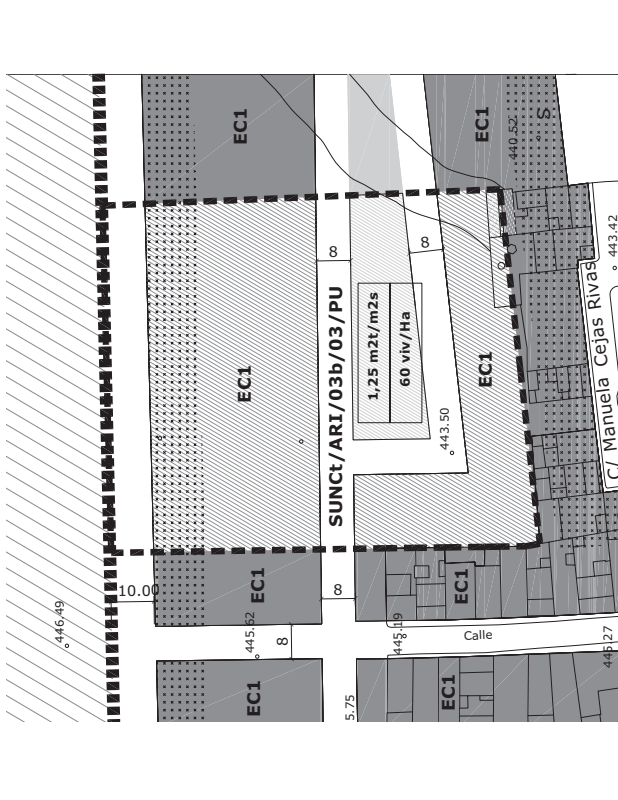 EC1
EC1
440.52
S
443.42
8
8
C/ Manuela Cejas Rivas
SUNCt/ARI/03b/03/PU
1,25 m2t/m2s
60 viv/Ha
EC1
EC1
443.50
10.00
EC1
8
EC1
446.49
445.62
8
445.19
Calle
445.27
EC1
5.75
EC1